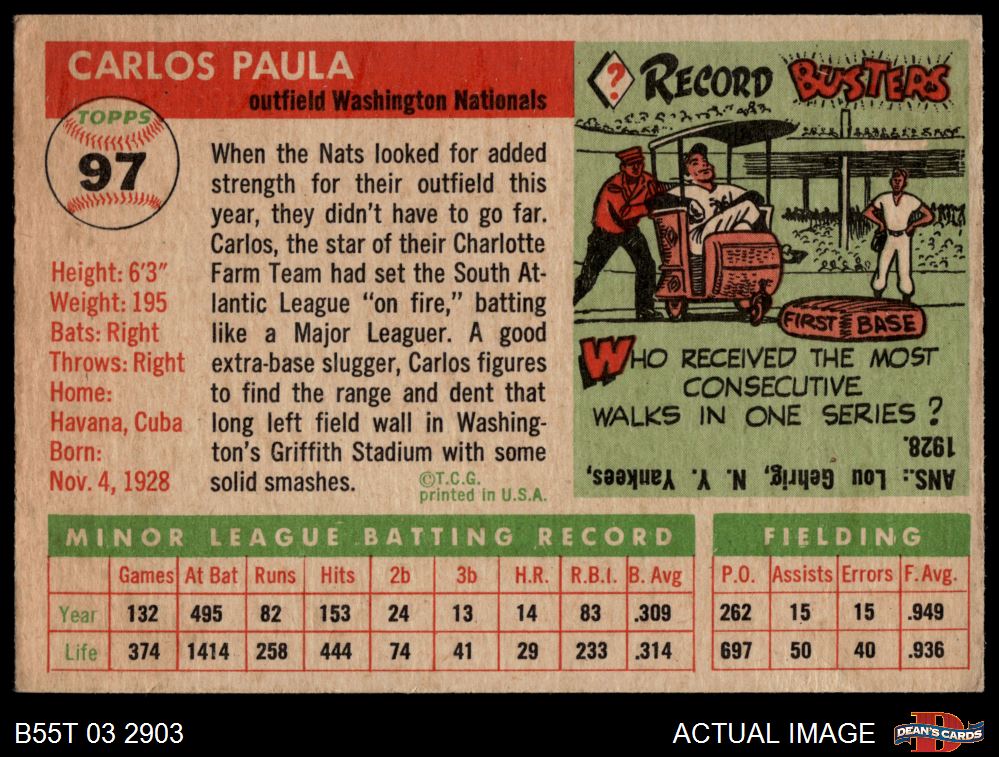 CARLOS PAULA
outfield Washington Nationals
TOPPS
97
Height: 6'3"
Weight: 195
Bats: Right
Throws: Right
Home:
Havana, Cuba
Born:
Nov. 4, 1928
When the Nats looked for added
strength for their outfield this
year, they didn't have to go far.
Carlos, the star of their Charlotte
Farm Team had set the South At-
lantic League "on fire," batting
like a Major Leaguer. A good
extra-base slugger, Carlos figures
to find the range and dent that
long left field wall in Washing-
ton's Griffith Stadium with some
solid smashes.
©T.C.G.
printed in U.S.A.
? RECORD BUSTERS
FIRST BASE
WHO RECEIVED THE MOST
CONSECUTIVE
WALKS IN ONE SERIES?
ANS.: Lou Gehrig, N. Y. Yankees,
1928.
MINOR LEAGUE BATTING RECORD
Games At Bat Runs Hits 2b 3b H.R. R.B.I. B. Avg
Year 132 495 82 153 24 13 14 83 .309
Life 374 1414 258 444 74 41 29 233 .314
FIELDING
P.O. Assists Errors F. Avg.
262 15 15 .949
697 50 40 .936
B55T 03 2903
ACTUAL IMAGE
DEAN'S CARDS